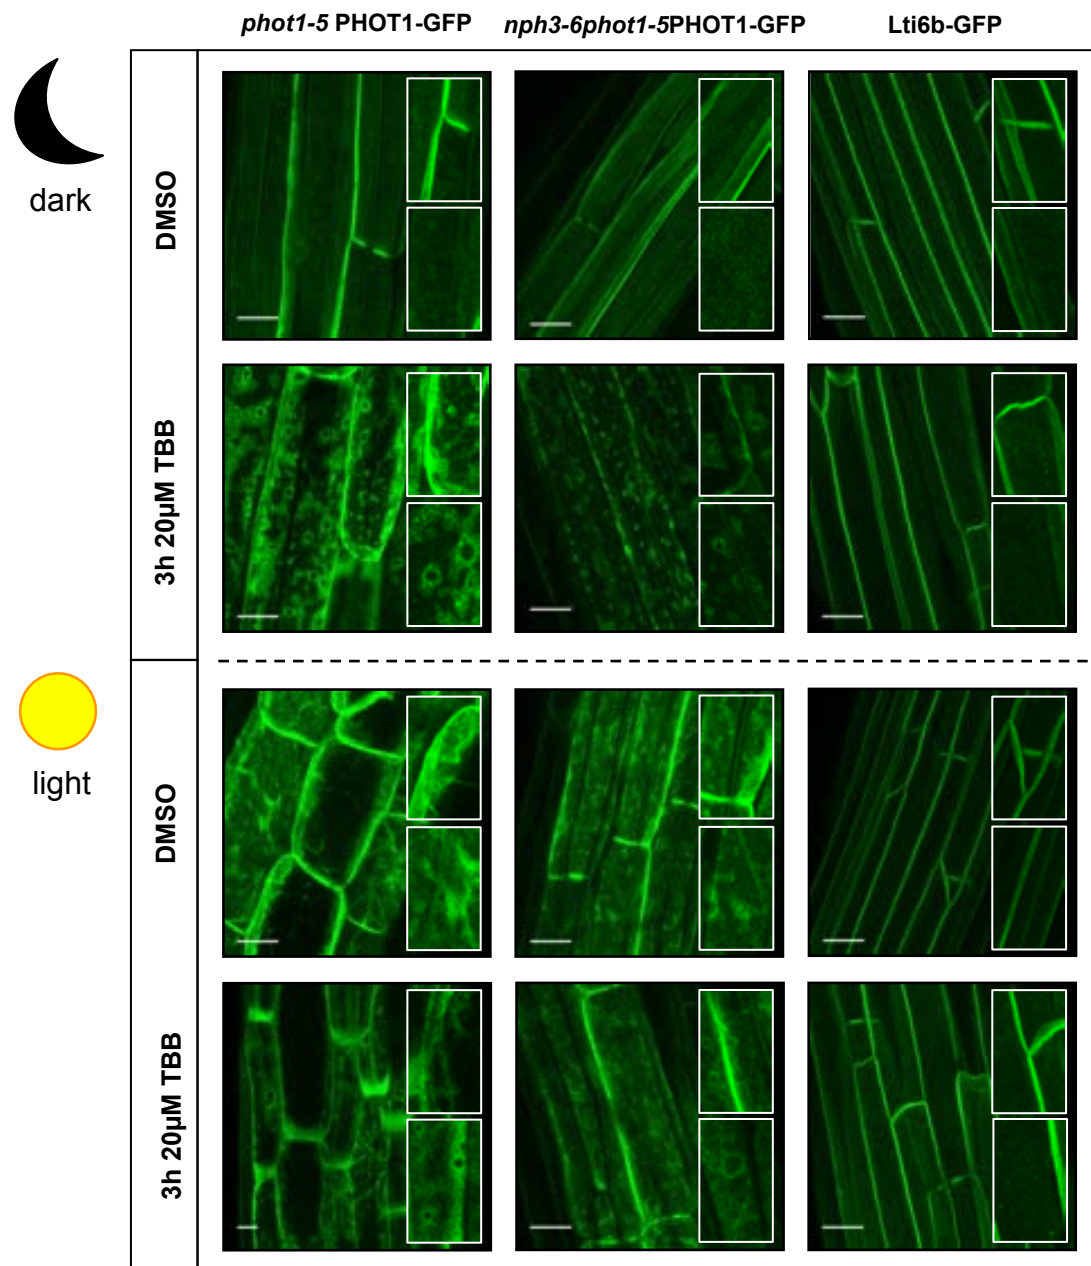 phot1-5 PHOT1-GFP
nph3-6phot1-5PHOT1-GFP
Lti6b-GFP
dark
DMSO
3h 20µM TBB
light
DMSO
3h 20µM TBB